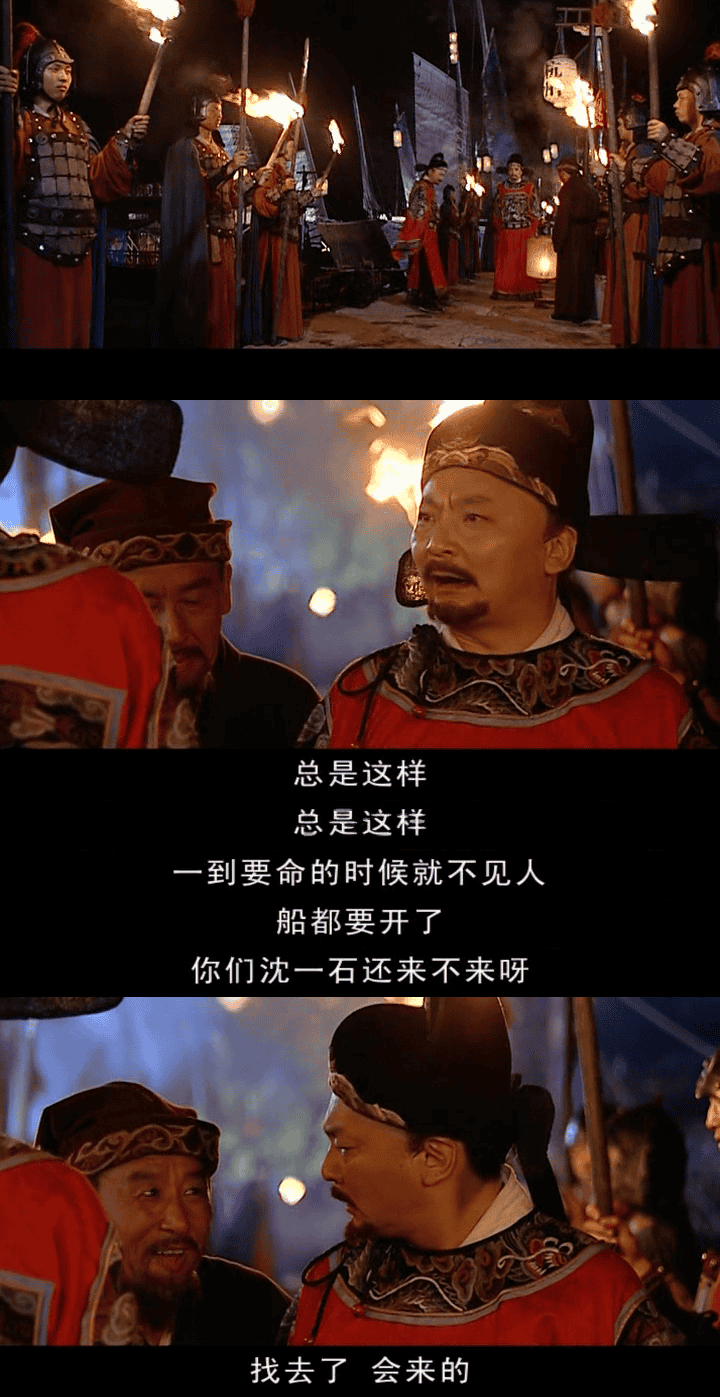 总是这样
总是这样
一到要命的时候就不见人
船都要开了
你们沈一石还来不来呀
找去了 会来的